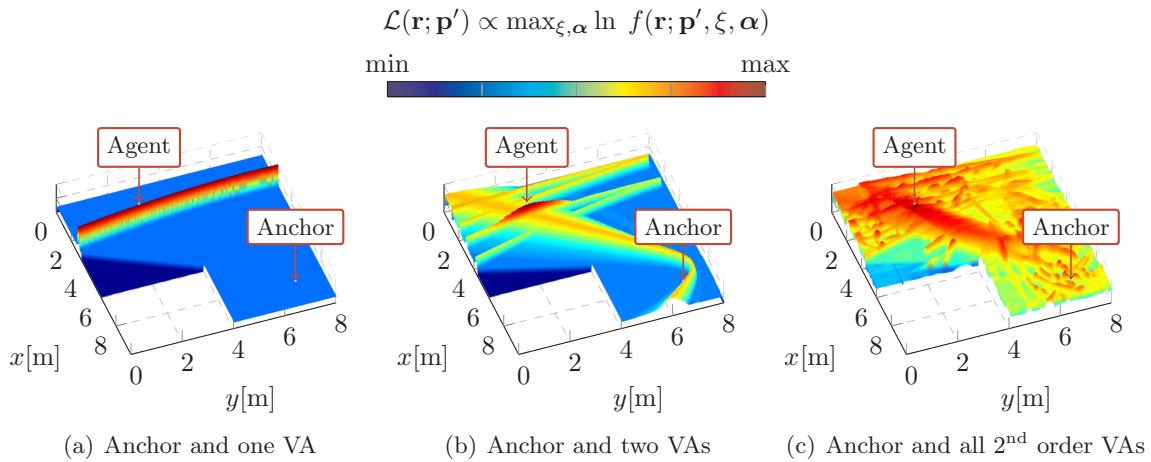 𝓛(𝐫; 𝐩′) ∝ max_{ξ,𝛂} ln f(𝐫; 𝐩′, ξ, 𝛂)
min max
Agent
Anchor
0
2
4
6
8
x[m]
0
2
4
6
8
y[m]
(a) Anchor and one VA
Agent
Anchor
0
2
4
6
8
x[m]
0
2
4
6
8
y[m]
(b) Anchor and two VAs
Agent
Anchor
0
2
4
6
8
x[m]
0
2
4
6
8
y[m]
(c) Anchor and all 2nd order VAs